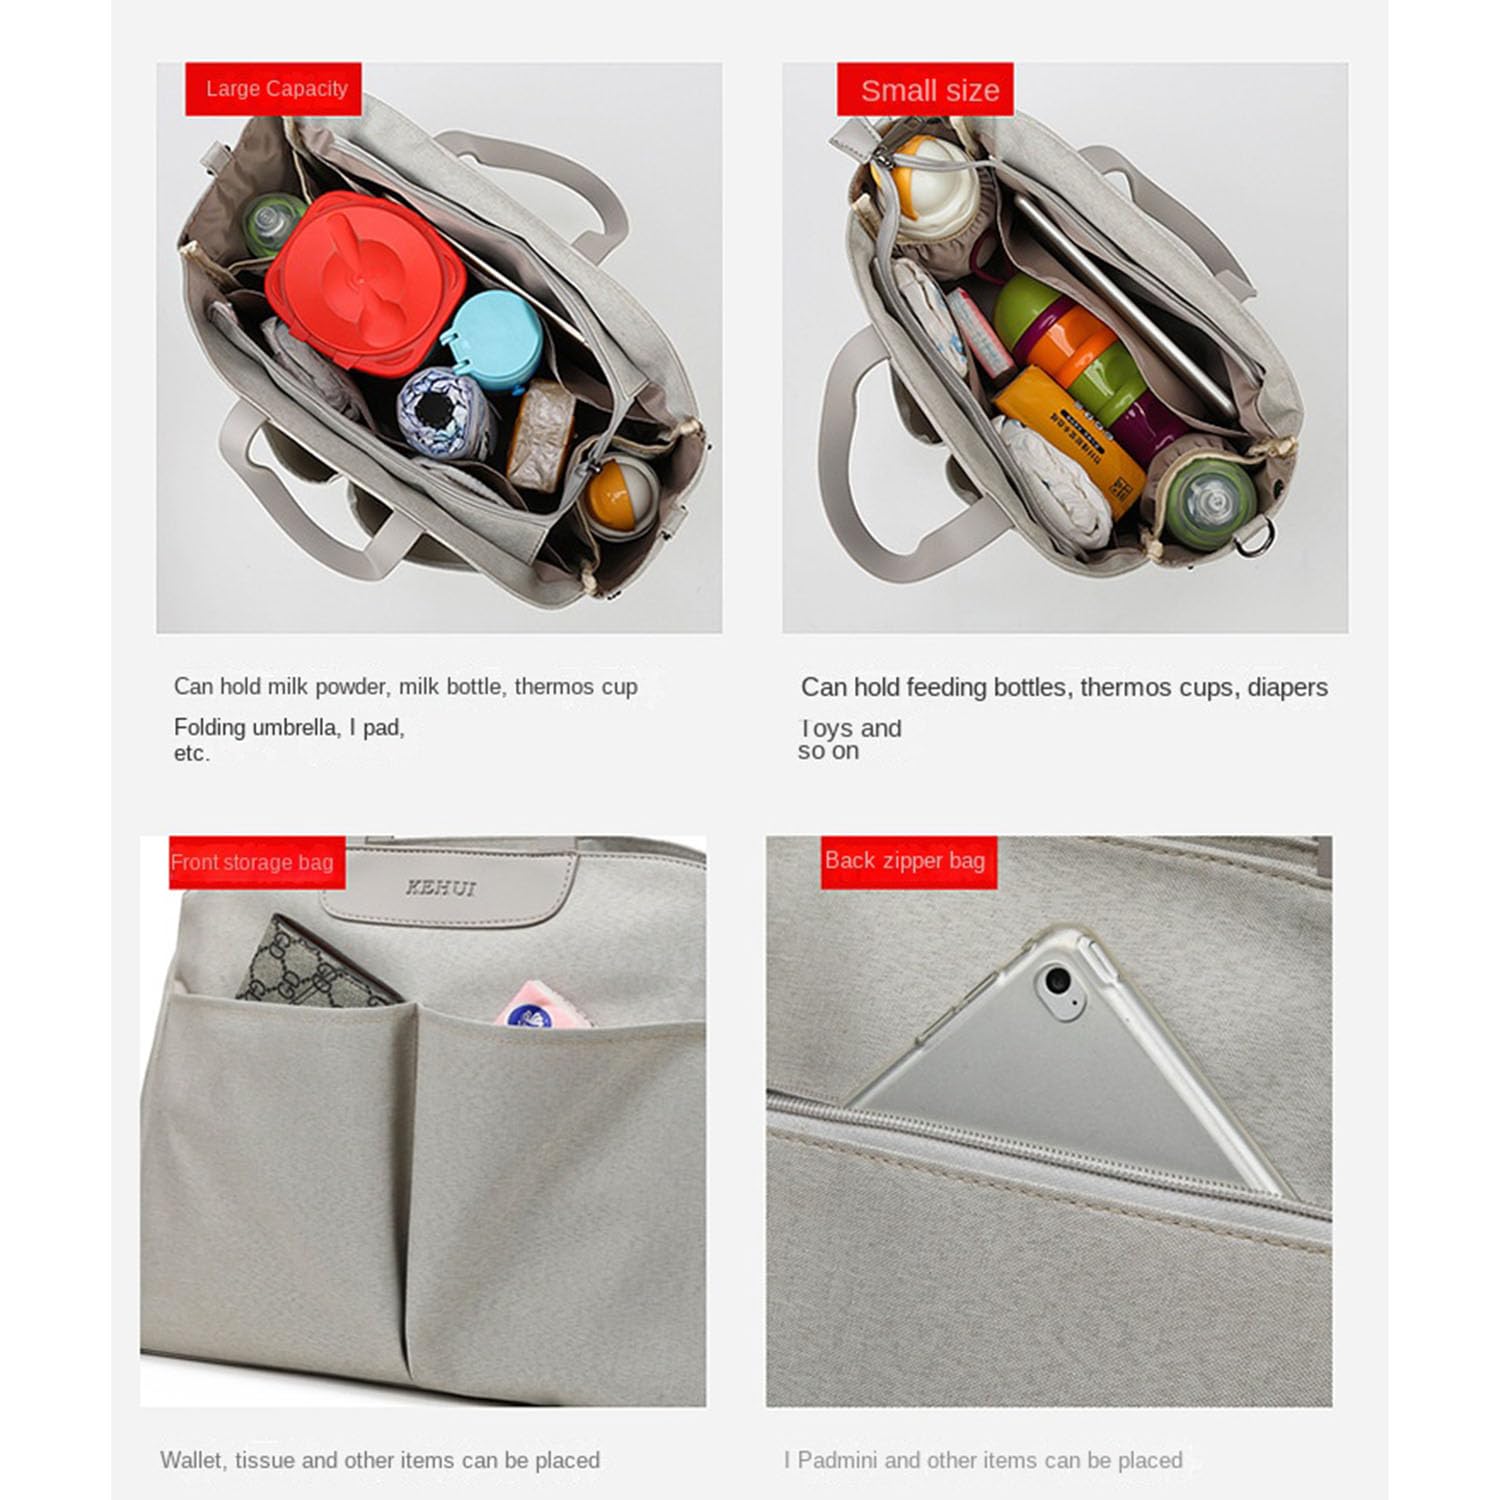 Large Capacity
Small size
Can hold milk powder, milk bottle, thermos cup
Folding umbrella, I pad,
etc.
Can hold feeding bottles, thermos cups, diapers
Toys and
so on
Front storage bag
KEHUI
Back zipper bag
Wallet, tissue and other items can be placed
I Padmini and other items can be placed